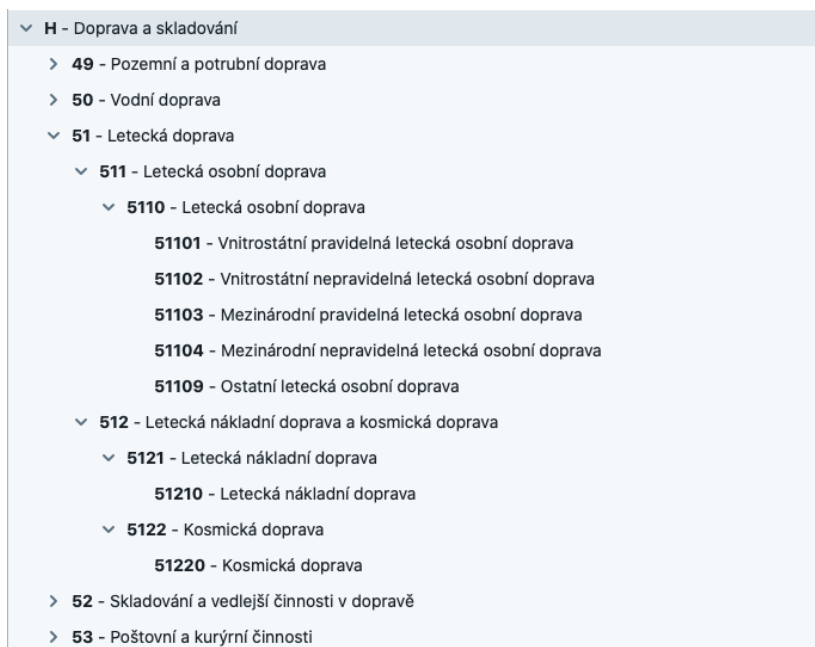 H - Doprava a skladování
49 - Pozemní a potrubní doprava
50 - Vodní doprava
51 - Letecká doprava
511 - Letecká osobní doprava
5110 - Letecká osobní doprava
51101 - Vnitrostátní pravidelná letecká osobní doprava
51102 - Vnitrostátní nepravidelná letecká osobní doprava
51103 - Mezinárodní pravidelná letecká osobní doprava
51104 - Mezinárodní nepravidelná letecká osobní doprava
51109 - Ostatní letecká osobní doprava
512 - Letecká nákladní doprava a kosmická doprava
5121 - Letecká nákladní doprava
51210 - Letecká nákladní doprava
5122 - Kosmická doprava
51220 - Kosmická doprava
52 - Skladování a vedlejší činnosti v dopravě
53 - Poštovní a kurýrní činnosti